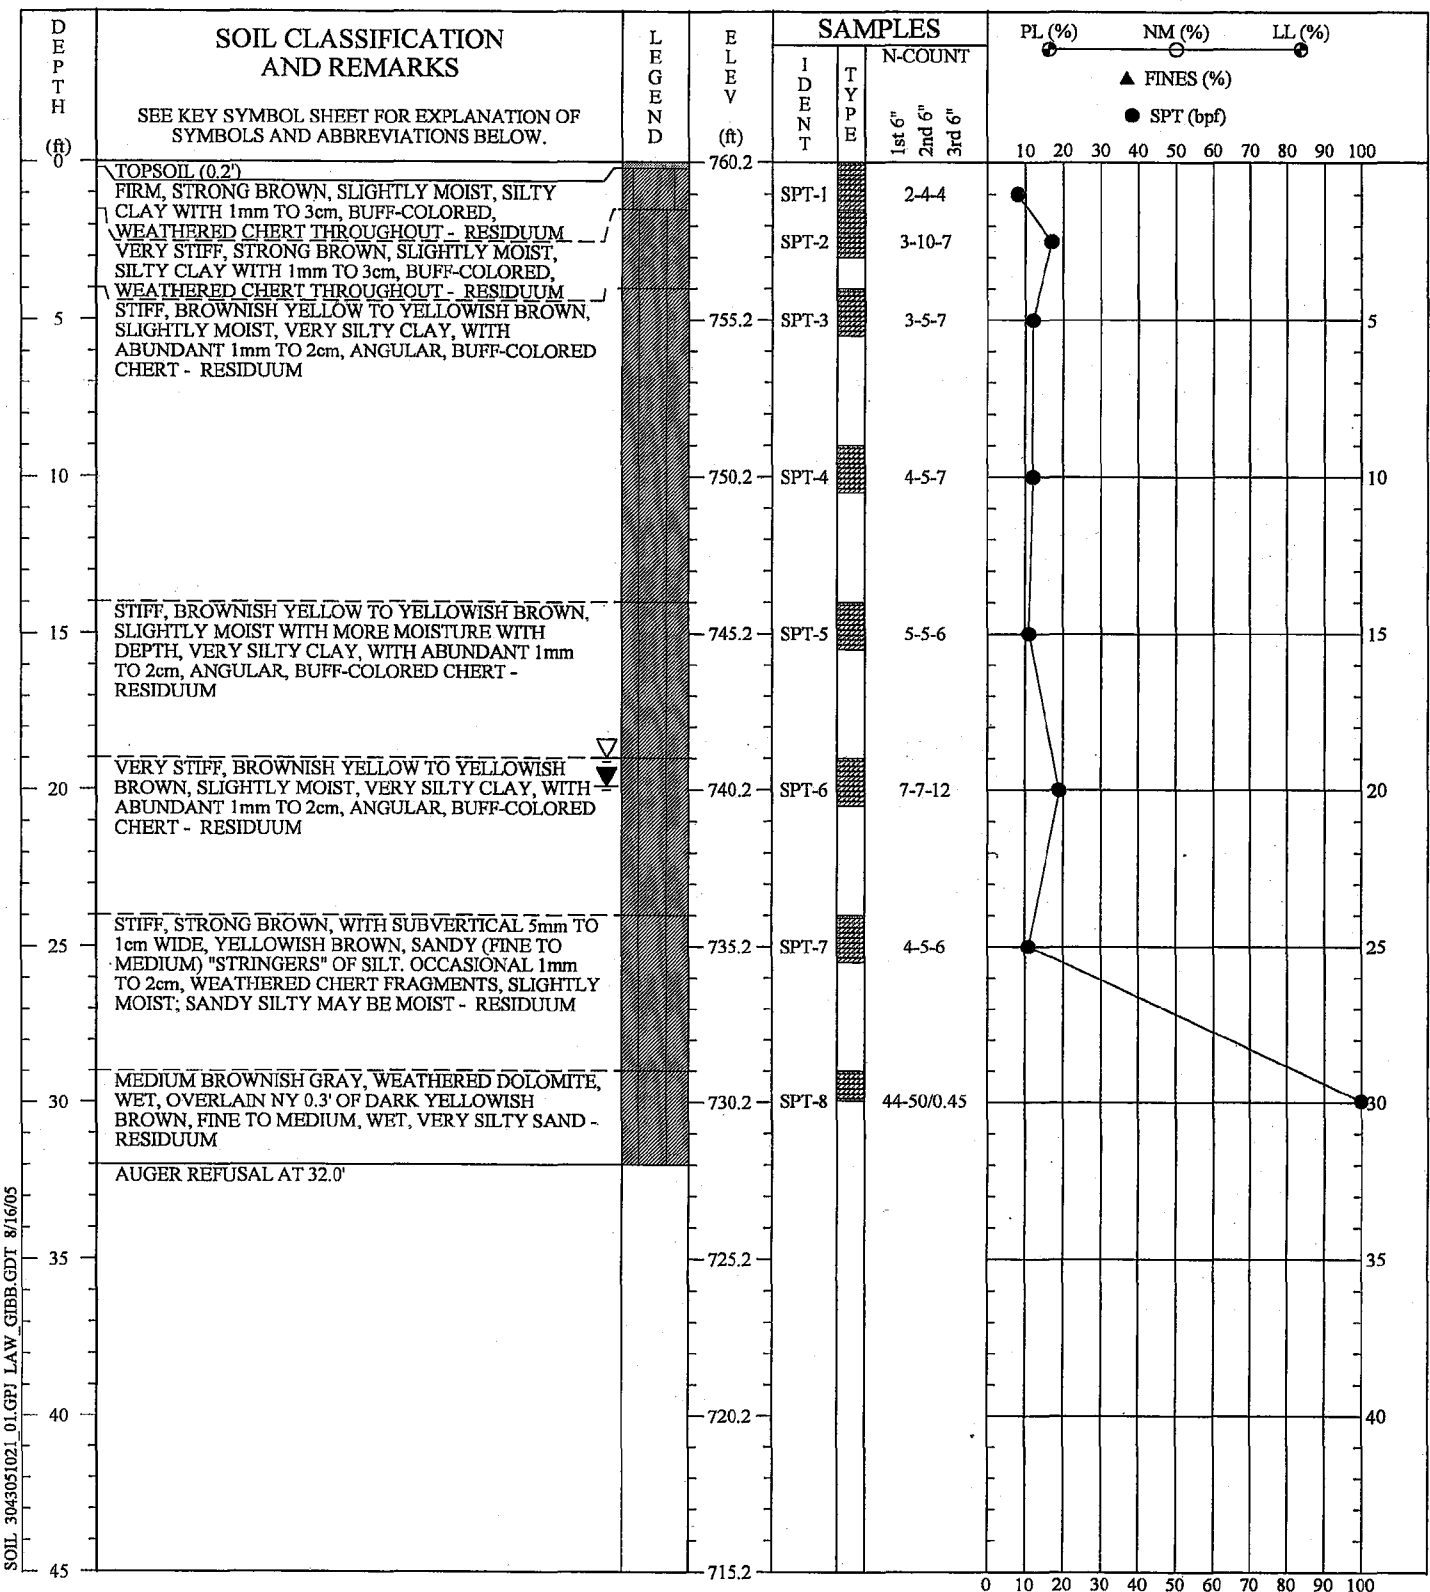 DEPTH
(ft)
SOIL CLASSIFICATION
AND REMARKS
SEE KEY SYMBOL SHEET FOR EXPLANATION OF
SYMBOLS AND ABBREVIATIONS BELOW.
LEGEND
ELEV
(ft)
SAMPLES
IDENT
TYPE
N-COUNT
1st 6"
2nd 6"
3rd 6"
PL (%) NM (%) LL (%)
▲ FINES (%)
● SPT (bpf)
10 20 30 40 50 60 70 80 90 100
0 760.2
TOPSOIL (0.2')
FIRM, STRONG BROWN, SLIGHTLY MOIST, SILTY
CLAY WITH 1mm TO 3cm, BUFF-COLORED,
WEATHERED CHERT THROUGHOUT - RESIDUUM
SPT-1 2-4-4
VERY STIFF, STRONG BROWN, SLIGHTLY MOIST,
SILTY CLAY WITH 1mm TO 3cm, BUFF-COLORED,
WEATHERED CHERT THROUGHOUT - RESIDUUM
SPT-2 3-10-7
STIFF, BROWNISH YELLOW TO YELLOWISH BROWN,
SLIGHTLY MOIST, VERY SILTY CLAY, WITH
ABUNDANT 1mm TO 2cm, ANGULAR, BUFF-COLORED
CHERT - RESIDUUM
5 755.2 SPT-3 3-5-7 5
10 750.2 SPT-4 4-5-7 10
STIFF, BROWNISH YELLOW TO YELLOWISH BROWN,
SLIGHTLY MOIST WITH MORE MOISTURE WITH
DEPTH, VERY SILTY CLAY, WITH ABUNDANT 1mm
TO 2cm, ANGULAR, BUFF-COLORED CHERT -
RESIDUUM
15 745.2 SPT-5 5-5-6 15
VERY STIFF, BROWNISH YELLOW TO YELLOWISH
BROWN, SLIGHTLY MOIST, VERY SILTY CLAY, WITH
ABUNDANT 1mm TO 2cm, ANGULAR, BUFF-COLORED
CHERT - RESIDUUM
20 740.2 SPT-6 7-7-12 20
STIFF, STRONG BROWN, WITH SUBVERTICAL 5mm TO
1cm WIDE, YELLOWISH BROWN, SANDY (FINE TO
MEDIUM) "STRINGERS" OF SILT. OCCASIONAL 1mm
TO 2cm, WEATHERED CHERT FRAGMENTS, SLIGHTLY
MOIST; SANDY SILTY MAY BE MOIST - RESIDUUM
25 735.2 SPT-7 4-5-6 25
MEDIUM BROWNISH GRAY, WEATHERED DOLOMITE,
WET, OVERLAIN NY 0.3' OF DARK YELLOWISH
BROWN, FINE TO MEDIUM, WET, VERY SILTY SAND -
RESIDUUM
30 730.2 SPT-8 44-50/0.45 30
AUGER REFUSAL AT 32.0'
35 725.2 35
40 720.2 40
45 715.2
0 10 20 30 40 50 60 70 80 90 100
SOIL 3043051021_01.GPJ LAW_GIBB.GDT 8/16/05